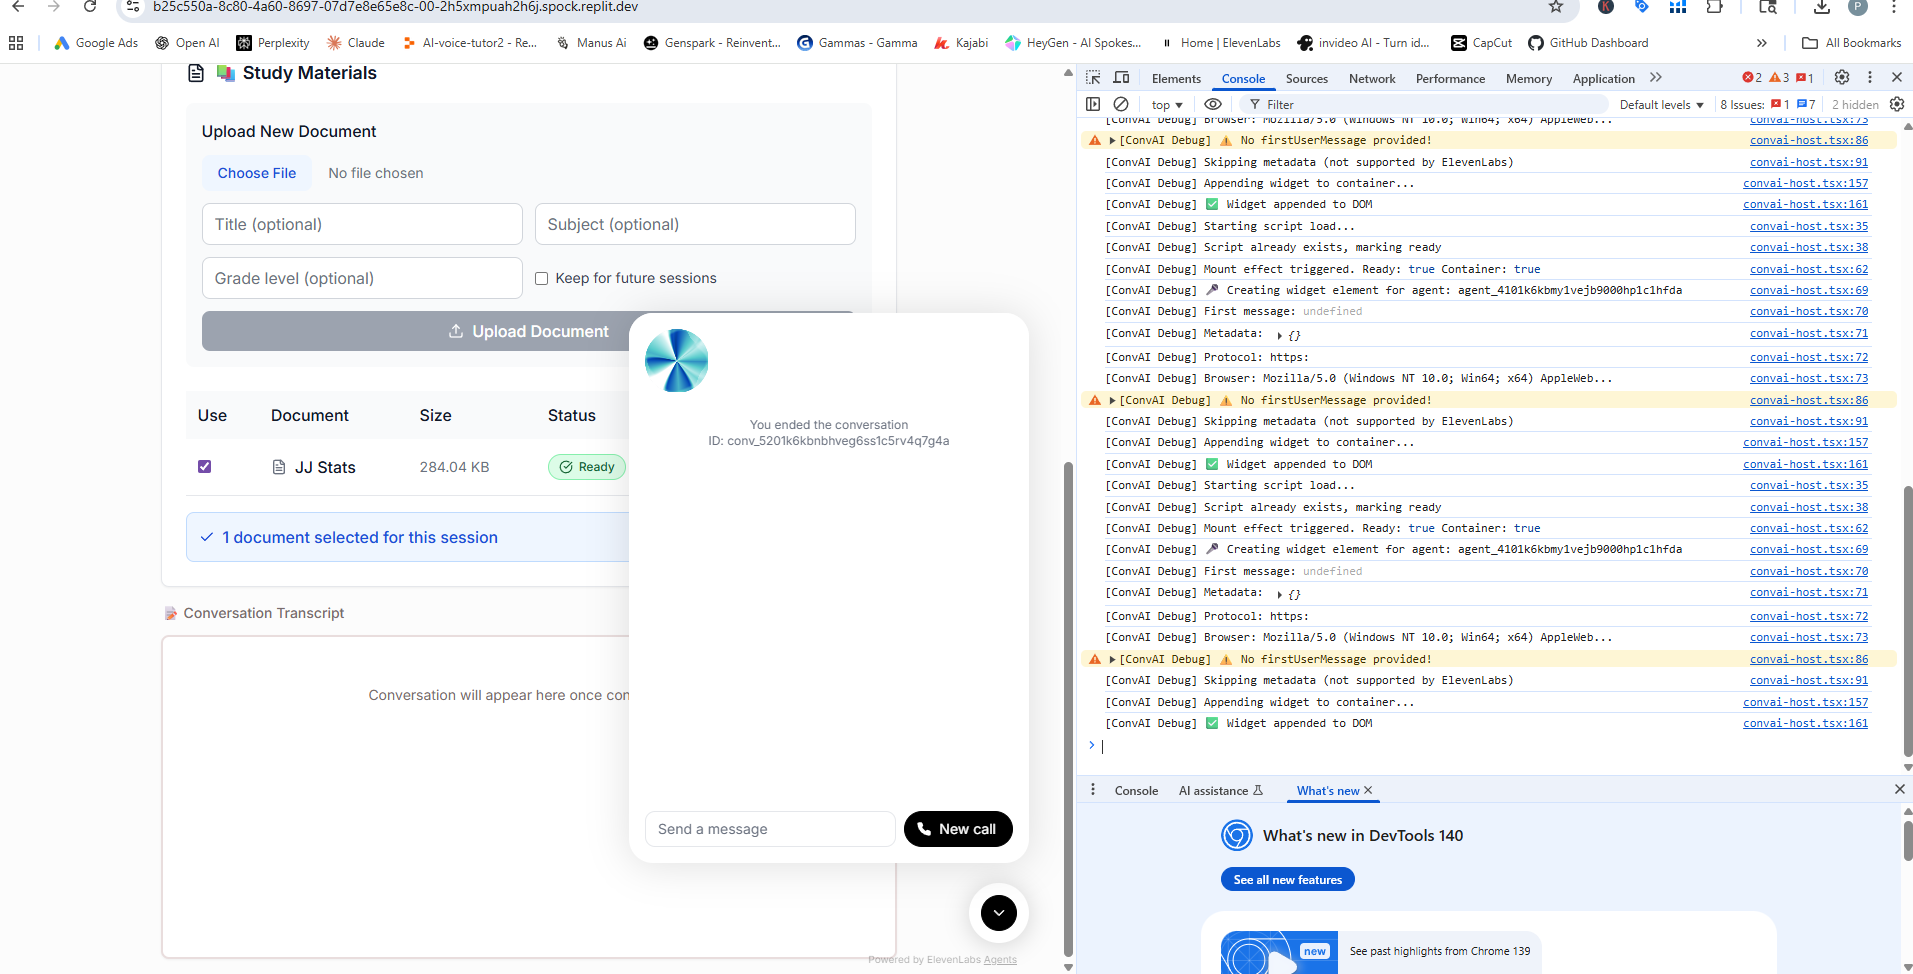 b25c550a-8c80-4a60-8697-07d7e8e65e8c-00-2h5xmpuah2h6j.spock.replit.dev
K
P
Google Ads
Open AI
Perplexity
Claude
AI-voice-tutor2 - Re...
Manus Ai
Genspark - Reinvent...
Gammas - Gamma
Kajabi
HeyGen - AI Spokes...
Home | ElevenLabs
invideo AI - Turn id...
CapCut
GitHub Dashboard
All Bookmarks
Study Materials
Upload New Document
Choose File No file chosen
Title (optional)
Subject (optional)
Grade level (optional)
Keep for future sessions
Upload Document
Use Document Size Status
JJ Stats 284.04 KB Ready
1 document selected for this session
Conversation Transcript
Conversation will appear here once con
You ended the conversation
ID: conv_5201k6kbnbhveg6ss1c5rv4q7g4a
Send a message
New call
Powered by ElevenLabs Agents
Elements Console Sources Network Performance Memory Application 2 3 1
top Filter Default levels 8 Issues: 1 7 2 hidden
[ConvAI Debug] Browser: Mozilla/5.0 (Windows NT 10.0; Win64; x64) AppleWeb... convai-host.tsx:73
[ConvAI Debug] ⚠️ No firstUserMessage provided! convai-host.tsx:86
[ConvAI Debug] Skipping metadata (not supported by ElevenLabs) convai-host.tsx:91
[ConvAI Debug] Appending widget to container... convai-host.tsx:157
[ConvAI Debug] ✅ Widget appended to DOM convai-host.tsx:161
[ConvAI Debug] Starting script load... convai-host.tsx:35
[ConvAI Debug] Script already exists, marking ready convai-host.tsx:38
[ConvAI Debug] Mount effect triggered. Ready: true Container: true convai-host.tsx:62
[ConvAI Debug] 🎤 Creating widget element for agent: agent_4101k6kbmy1vejb9000hp1c1hfda convai-host.tsx:69
[ConvAI Debug] First message: undefined convai-host.tsx:70
[ConvAI Debug] Metadata: ▶ {} convai-host.tsx:71
[ConvAI Debug] Protocol: https: convai-host.tsx:72
[ConvAI Debug] Browser: Mozilla/5.0 (Windows NT 10.0; Win64; x64) AppleWeb... convai-host.tsx:73
[ConvAI Debug] ⚠️ No firstUserMessage provided! convai-host.tsx:86
[ConvAI Debug] Skipping metadata (not supported by ElevenLabs) convai-host.tsx:91
[ConvAI Debug] Appending widget to container... convai-host.tsx:157
[ConvAI Debug] ✅ Widget appended to DOM convai-host.tsx:161
[ConvAI Debug] Starting script load... convai-host.tsx:35
[ConvAI Debug] Script already exists, marking ready convai-host.tsx:38
[ConvAI Debug] Mount effect triggered. Ready: true Container: true convai-host.tsx:62
[ConvAI Debug] 🎤 Creating widget element for agent: agent_4101k6kbmy1vejb9000hp1c1hfda convai-host.tsx:69
[ConvAI Debug] First message: undefined convai-host.tsx:70
[ConvAI Debug] Metadata: ▶ {} convai-host.tsx:71
[ConvAI Debug] Protocol: https: convai-host.tsx:72
[ConvAI Debug] Browser: Mozilla/5.0 (Windows NT 10.0; Win64; x64) AppleWeb... convai-host.tsx:73
[ConvAI Debug] ⚠️ No firstUserMessage provided! convai-host.tsx:86
[ConvAI Debug] Skipping metadata (not supported by ElevenLabs) convai-host.tsx:91
[ConvAI Debug] Appending widget to container... convai-host.tsx:157
[ConvAI Debug] ✅ Widget appended to DOM convai-host.tsx:161
Console AI assistance What's new
What's new in DevTools 140
See all new features
new
See past highlights from Chrome 139